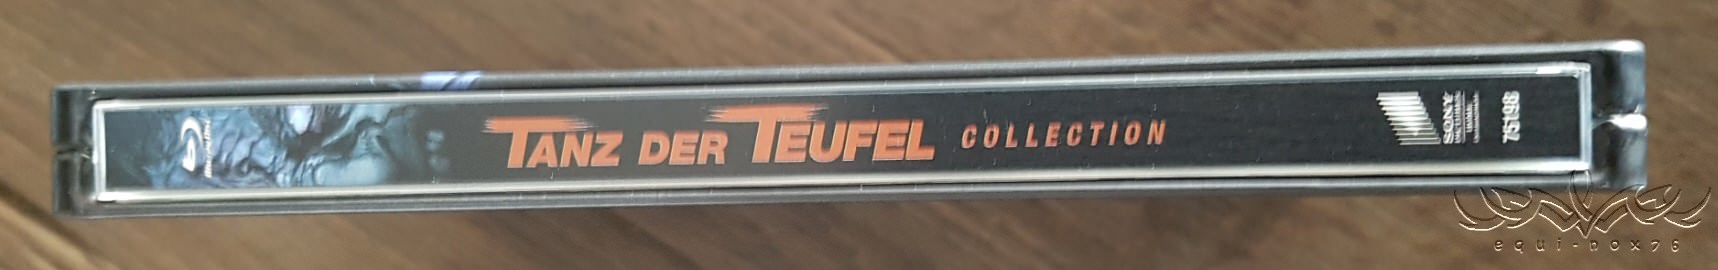 TANZ DER TEUFEL COLLECTION
SONY
75198
equi-nox76